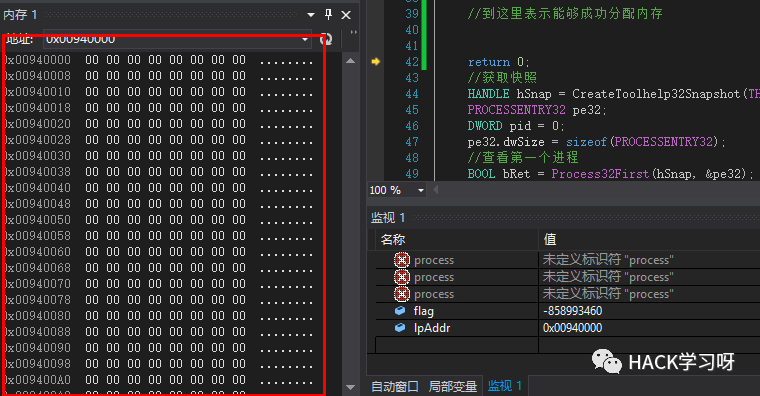 内存 1
地址: 0x00940000
0x00940000 00 00 00 00 00 00 00 00 ........
0x00940008 00 00 00 00 00 00 00 00 ........
0x00940010 00 00 00 00 00 00 00 00 ........
0x00940018 00 00 00 00 00 00 00 00 ........
0x00940020 00 00 00 00 00 00 00 00 ........
0x00940028 00 00 00 00 00 00 00 00 ........
0x00940030 00 00 00 00 00 00 00 00 ........
0x00940038 00 00 00 00 00 00 00 00 ........
0x00940040 00 00 00 00 00 00 00 00 ........
0x00940048 00 00 00 00 00 00 00 00 ........
0x00940050 00 00 00 00 00 00 00 00 ........
0x00940058 00 00 00 00 00 00 00 00 ........
0x00940060 00 00 00 00 00 00 00 00 ........
0x00940068 00 00 00 00 00 00 00 00 ........
0x00940070 00 00 00 00 00 00 00 00 ........
0x00940078 00 00 00 00 00 00 00 00 ........
0x00940080 00 00 00 00 00 00 00 00 ........
0x00940088 00 00 00 00 00 00 00 00 ........
0x00940090 00 00 00 00 00 00 00 00 ........
0x00940098 00 00 00 00 00 00 00 00 ........
0x009400A0 00 00 00 00 00 00 00 00 ........
39 //到这里表示能够成功分配内存
40
41
42 return 0;
43 //获取快照
44 HANDLE hSnap = CreateToolhelp32Snapshot(TH
45 PROCESSENTRY32 pe32;
46 DWORD pid = 0;
47 pe32.dwSize = sizeof(PROCESSENTRY32);
48 //查看第一个进程
49 BOOL bRet = Process32First(hSnap, &pe32);
100 %
监视 1
名称 值
process 未定义标识符 "process"
process 未定义标识符 "process"
process 未定义标识符 "process"
flag -858993460
lpAddr 0x00940000
HACK学习呀
自动窗口 局部变量 监视 1